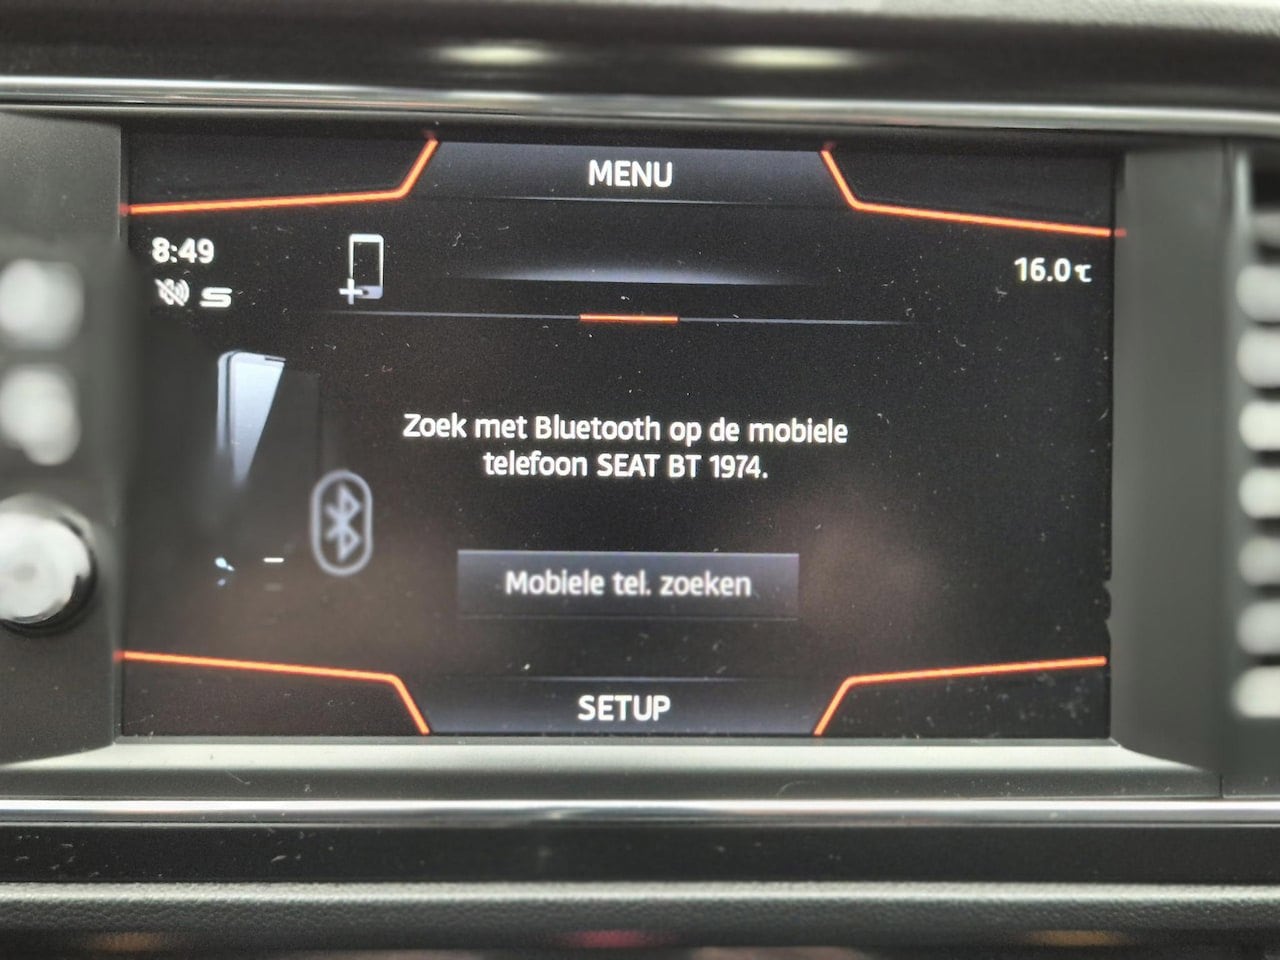 MENU
8:49
16.0℃
Zoek met Bluetooth op de mobiele
telefoon SEAT BT 1974.
Mobiele tel. zoeken
SETUP